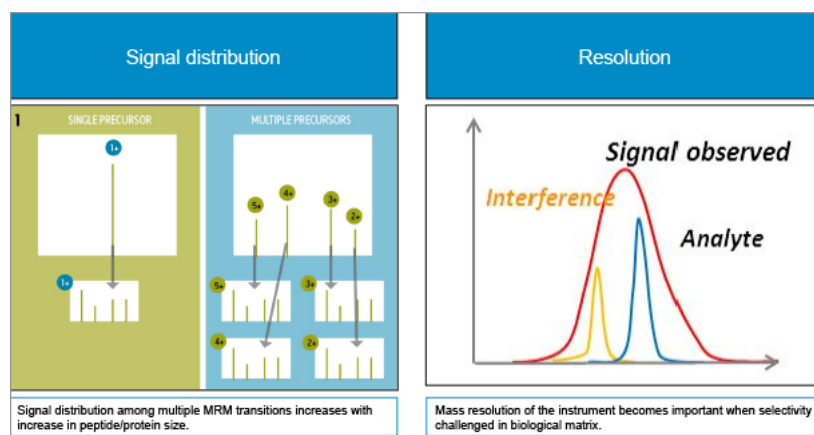 Signal distribution
Resolution
1
SINGLE PRECURSOR
MULTIPLE PRECURSORS
1+
5+
4+
3+
2+
1+
5+
3+
4+
2+
Signal observed
Interference
Analyte
Signal distribution among multiple MRM transitions increases with
increase in peptide/protein size.
Mass resolution of the instrument becomes important when selectivity
challenged in biological matrix.